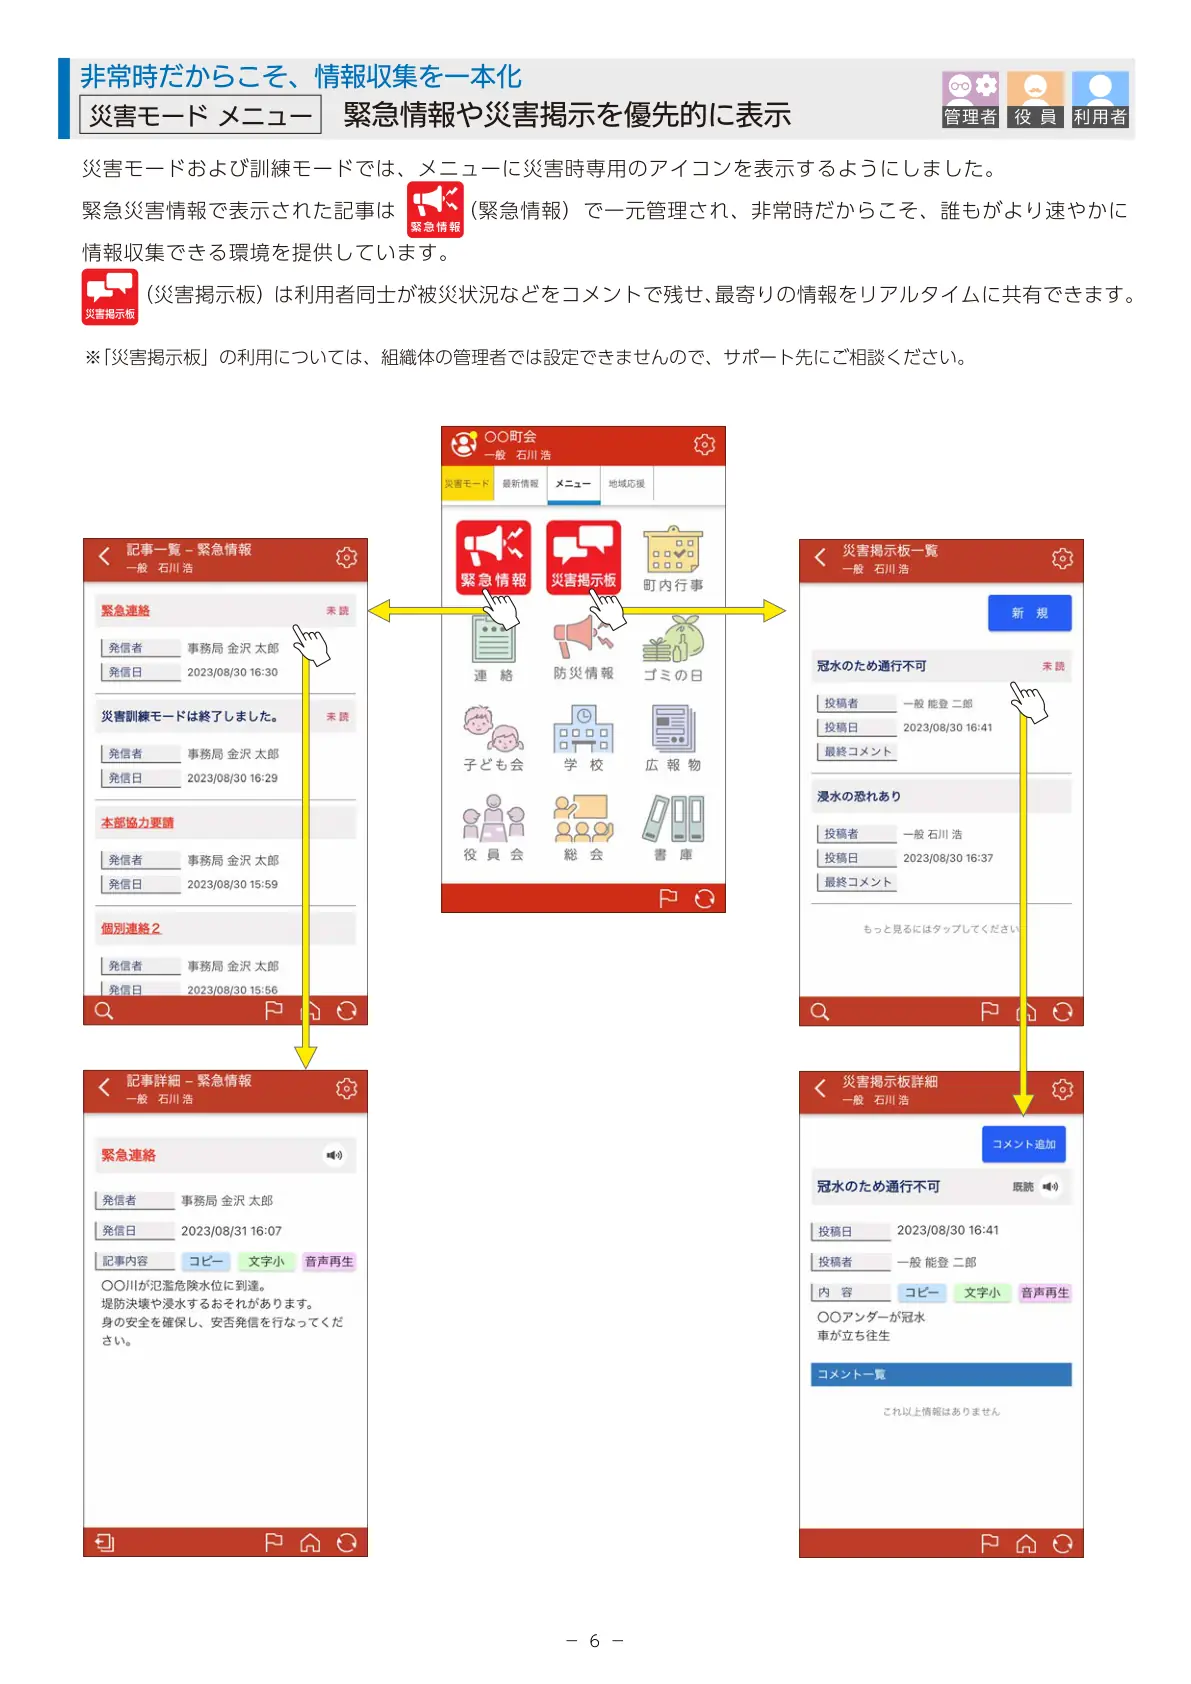 非常時だからこそ、情報収集を一本化
災害モード メニュー　緊急情報や災害掲示を優先的に表示
管理者 役 員 利用者
災害モードおよび訓練モードでは、メニューに災害時専用のアイコンを表示するようにしました。
緊急災害情報で表示された記事は 緊急情報 （緊急情報）で一元管理され、非常時だからこそ、誰もがより速やかに
情報収集できる環境を提供しています。
災害掲示板 （災害掲示板）は利用者同士が被災状況などをコメントで残せ、最寄りの情報をリアルタイムに共有できます。
※「災害掲示板」の利用については、組織体の管理者では設定できませんので、サポート先にご相談ください。
〇〇町会
一般　石川 浩
災害モード 最新情報 メニュー 地域応援
緊急情報 災害掲示板 町内行事
連 絡 防災情報 ゴミの日
子ども会 学 校 広報物
役 員 会 総 会 書 庫
記事一覧 – 緊急情報
一般　石川 浩
緊急連絡 未 読
発信者 事務局 金沢 太郎
発信日 2023/08/30 16:30
災害訓練モードは終了しました。 未 読
発信者 事務局 金沢 太郎
発信日 2023/08/30 16:29
本部協力要請
発信者 事務局 金沢 太郎
発信日 2023/08/30 15:59
個別連絡２
発信者 事務局 金沢 太郎
発信日 2023/08/30 15:56
災害掲示板一覧
一般　石川 浩
新　規
冠水のため通行不可 未 読
投稿者 一般 能登 二郎
投稿日 2023/08/30 16:41
最終コメント
浸水の恐れあり
投稿者 一般 石川 浩
投稿日 2023/08/30 16:37
最終コメント
もっと見るにはタップしてください
記事詳細 – 緊急情報
一般　石川 浩
緊急連絡
発信者 事務局 金沢 太郎
発信日 2023/08/31 16:07
記事内容 コピー 文字小 音声再生
〇〇川が氾濫危険水位に到達。
堤防決壊や浸水するおそれがあります。
身の安全を確保し、安否発信を行なってくだ
さい。
災害掲示板詳細
一般　石川 浩
コメント追加
冠水のため通行不可 既読
投稿日 2023/08/30 16:41
投稿者 一般 能登 二郎
内　容 コピー 文字小 音声再生
〇〇アンダーが冠水
車が立ち往生
コメント一覧
これ以上情報はありません
－ 6 －